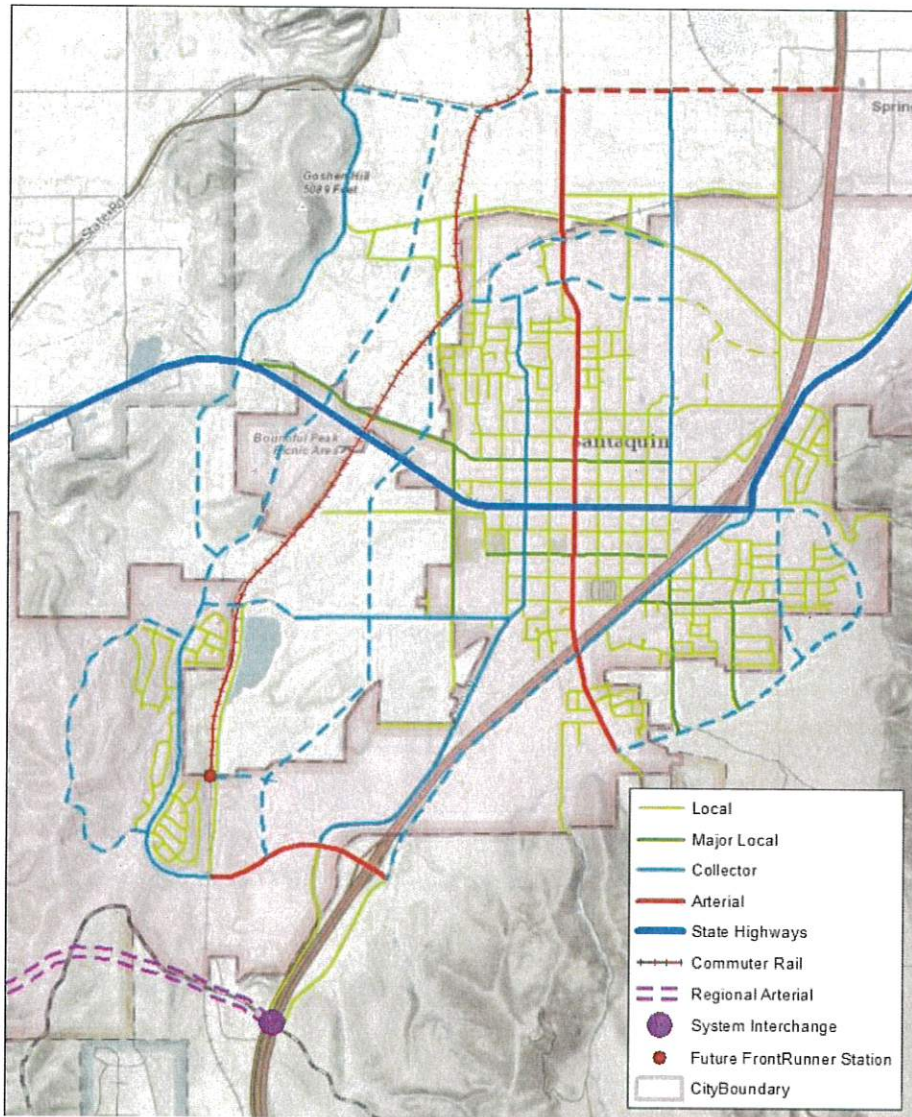 Spring
Goshen Hill
5089 Feet
State Rd
Bountiful Peak
Picnic Area
Santaquin
Local
Major Local
Collector
Arterial
State Highways
Commuter Rail
Regional Arterial
System Interchange
Future FrontRunner Station
CityBoundary